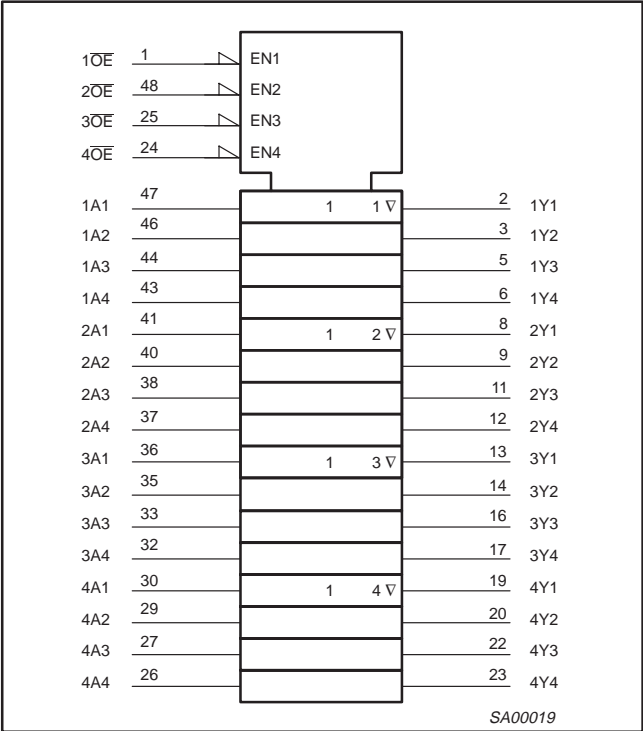 1O̅E̅ 1 EN1
2O̅E̅ 48 EN2
3O̅E̅ 25 EN3
4O̅E̅ 24 EN4
1A1 47 1 1 ∇ 2 1Y1
1A2 46 3 1Y2
1A3 44 5 1Y3
1A4 43 6 1Y4
2A1 41 1 2 ∇ 8 2Y1
2A2 40 9 2Y2
2A3 38 11 2Y3
2A4 37 12 2Y4
3A1 36 1 3 ∇ 13 3Y1
3A2 35 14 3Y2
3A3 33 16 3Y3
3A4 32 17 3Y4
4A1 30 1 4 ∇ 19 4Y1
4A2 29 20 4Y2
4A3 27 22 4Y3
4A4 26 23 4Y4
SA00019